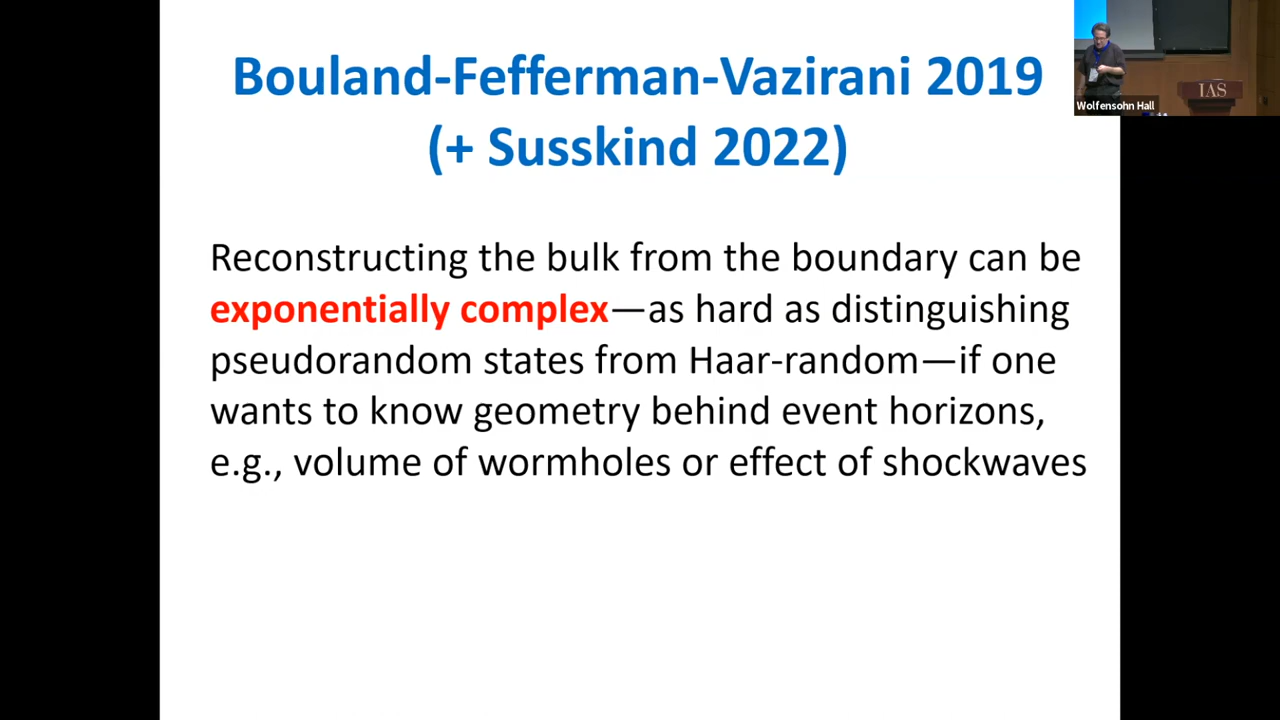 Bouland-Fefferman-Vazirani 2019
(+ Susskind 2022)
Reconstructing the bulk from the boundary can be
exponentially complex—as hard as distinguishing
pseudorandom states from Haar-random—if one
wants to know geometry behind event horizons,
e.g., volume of wormholes or effect of shockwaves
IAS
Wolfensohn Hall